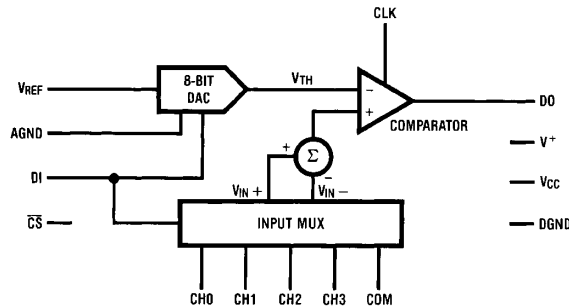 CLK
8-BIT
DAC
VREF
VTH
−
+
COMPARATOR
DO
AGND
V+
+
Σ
−
DI
VIN+
VIN−
VCC
CS
INPUT MUX
DGND
CH0
CH1
CH2
CH3
COM